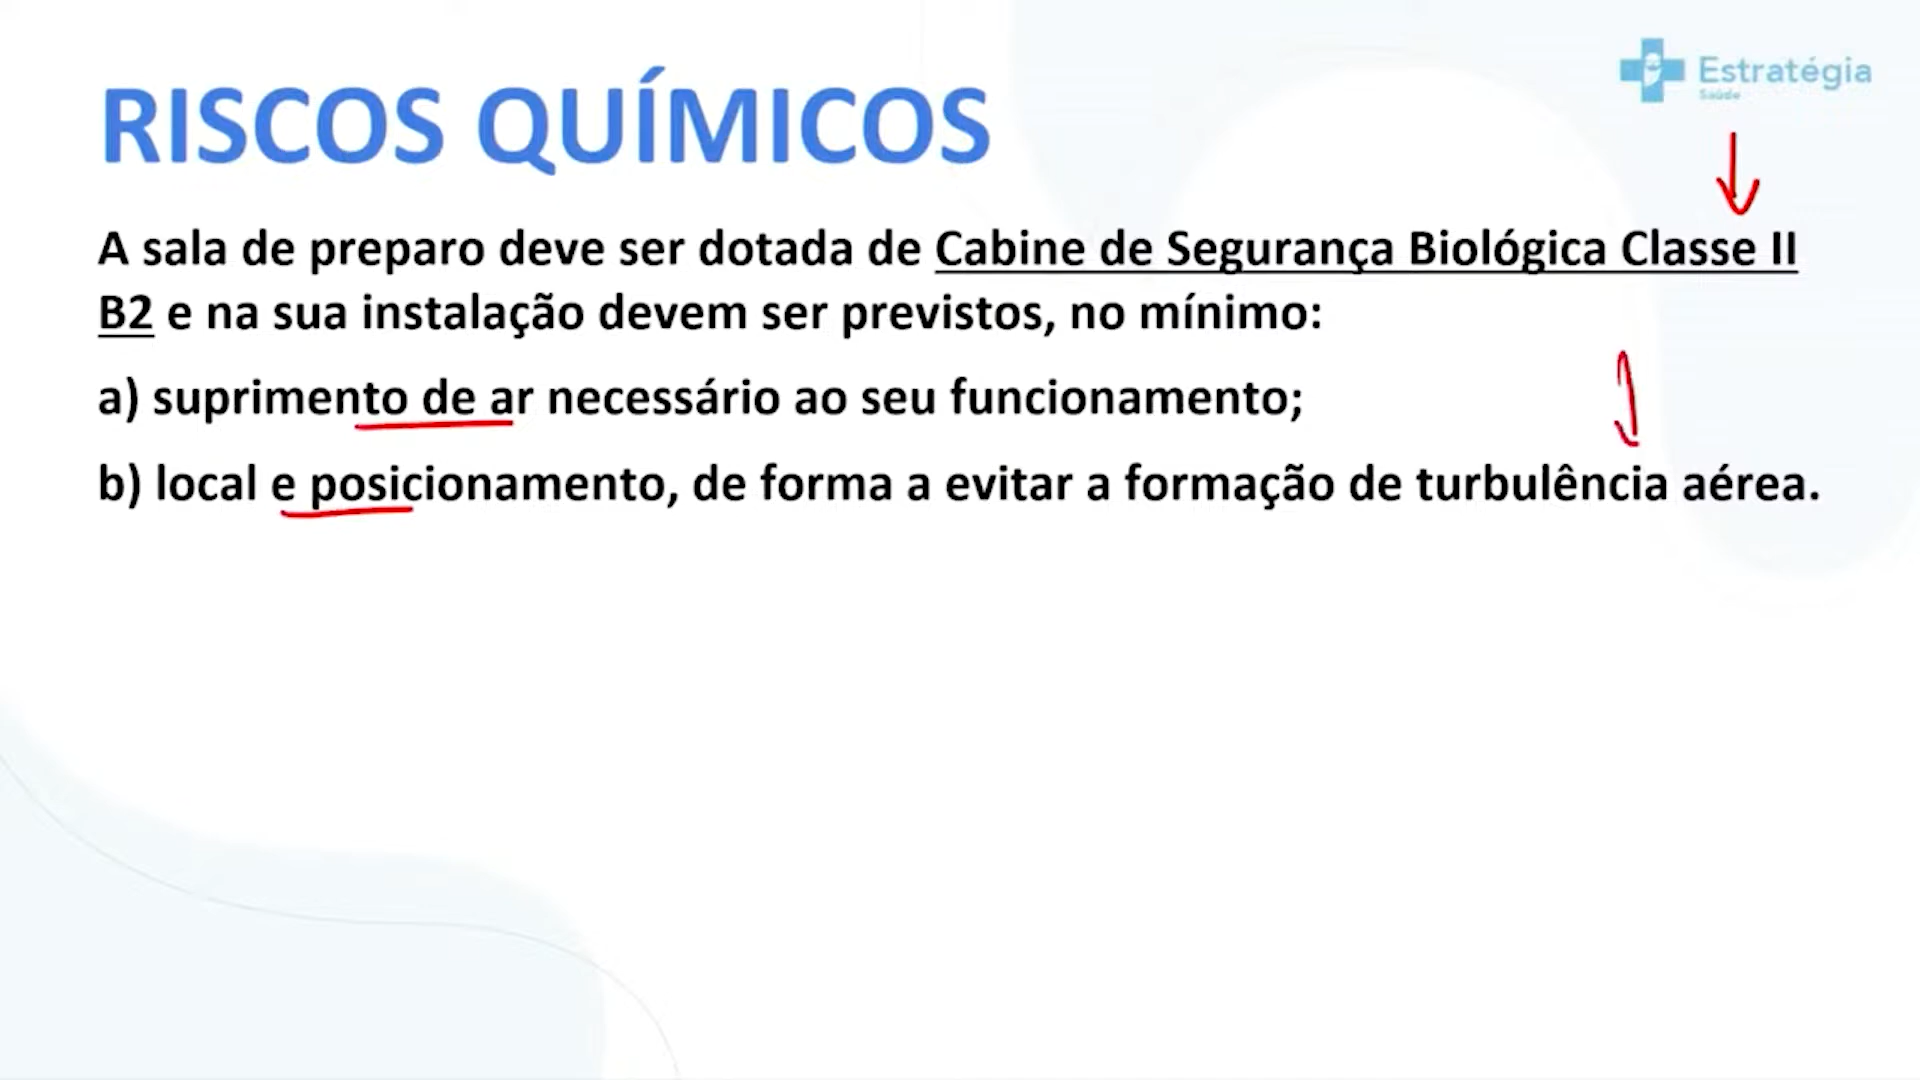 RISCOS QUÍMICOS
Estratégia
Saúde
A sala de preparo deve ser dotada de Cabine de Segurança Biológica Classe II
B2 e na sua instalação devem ser previstos, no mínimo:
a) suprimento de ar necessário ao seu funcionamento;
b) local e posicionamento, de forma a evitar a formação de turbulência aérea.